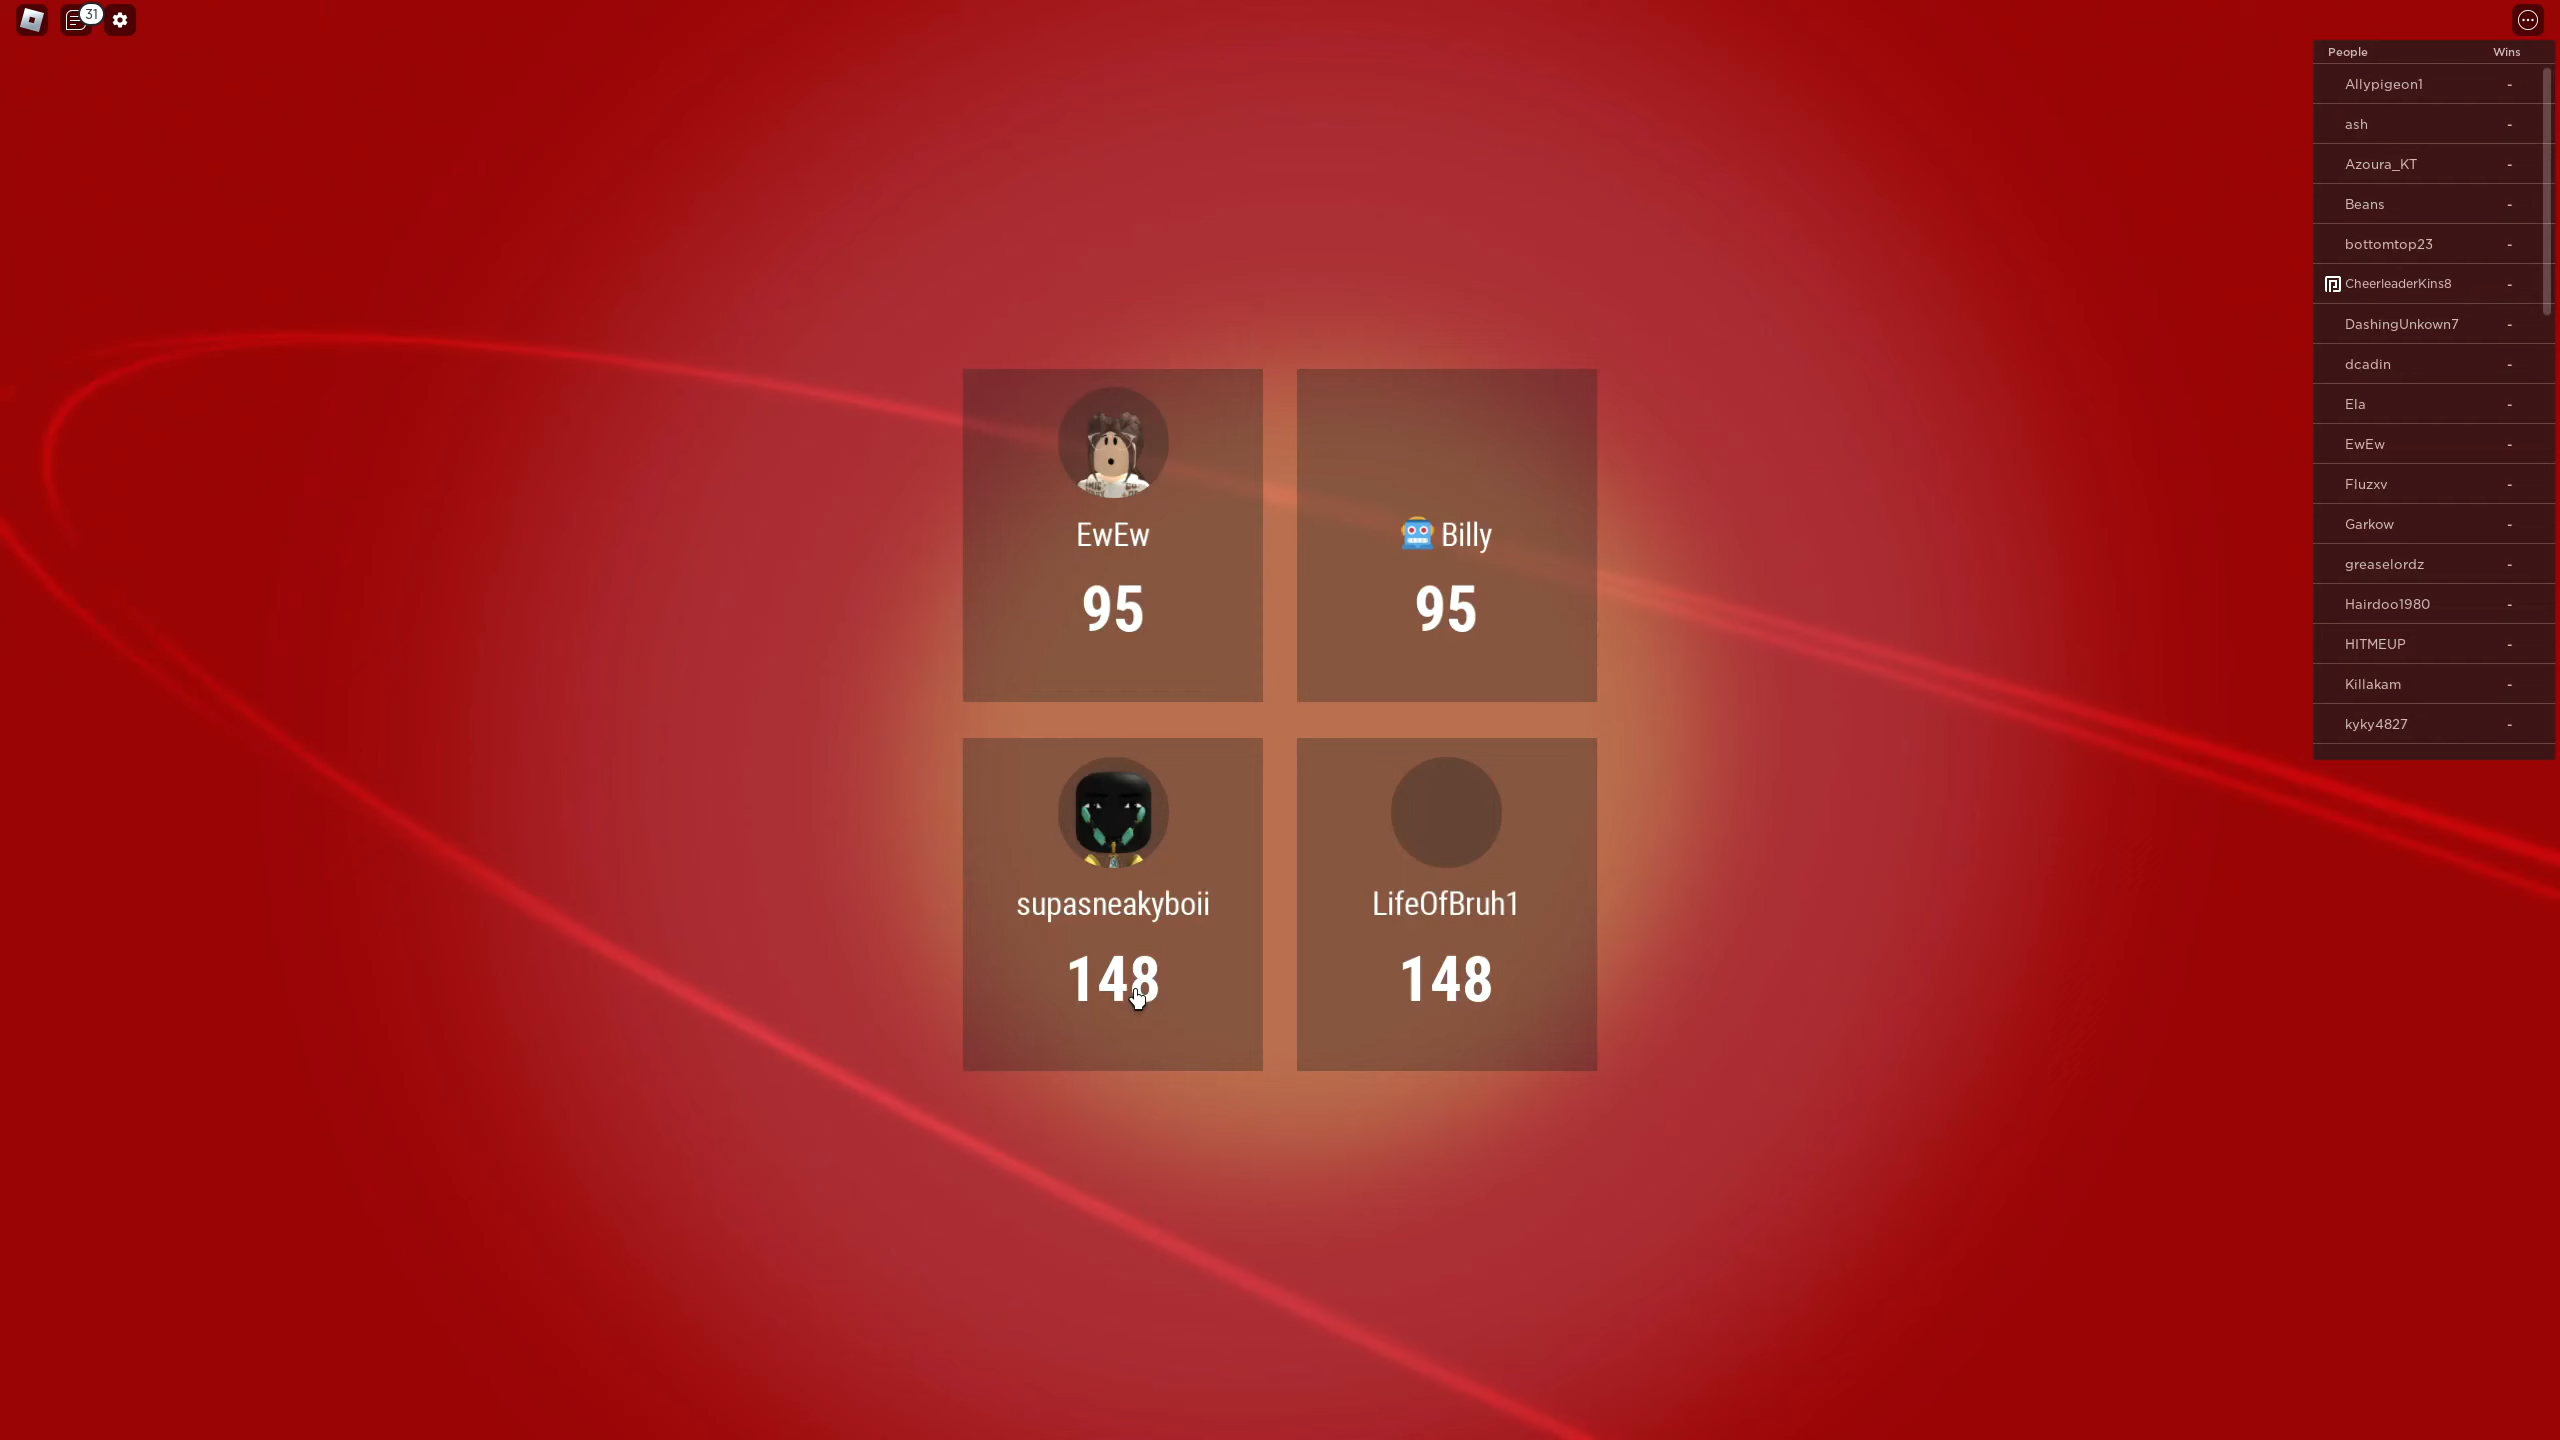 31
People Wins
Allypigeon1 -
ash -
Azoura_KT -
Beans -
bottomtop23 -
CheerleaderKins8 -
DashingUnkown7 -
dcadin -
Ela -
EwEw -
Fluzxv -
Garkow -
greaselordz -
Hairdoo1980 -
HITMEUP -
Killakam -
kyky4827 -
EwEw
95
🤖 Billy
95
supasneakyboii
148
LifeOfBruh1
148